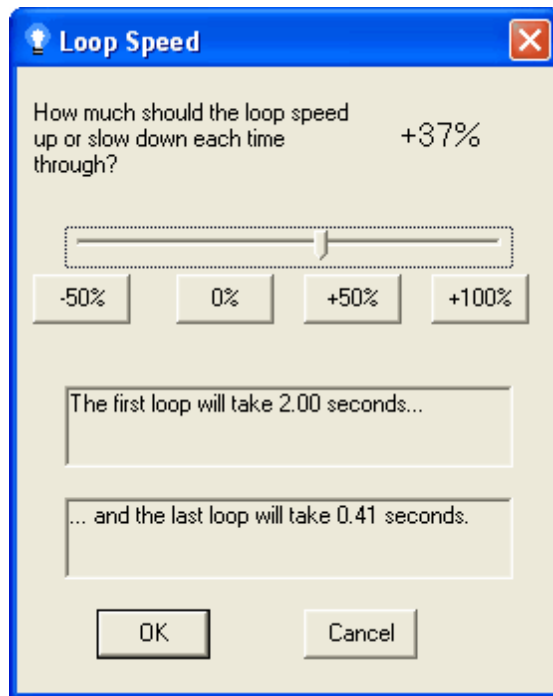 Loop Speed
How much should the loop speed
up or slow down each time
through?
+37%
-50%
0%
+50%
+100%
The first loop will take 2.00 seconds...
... and the last loop will take 0.41 seconds.
OK
Cancel